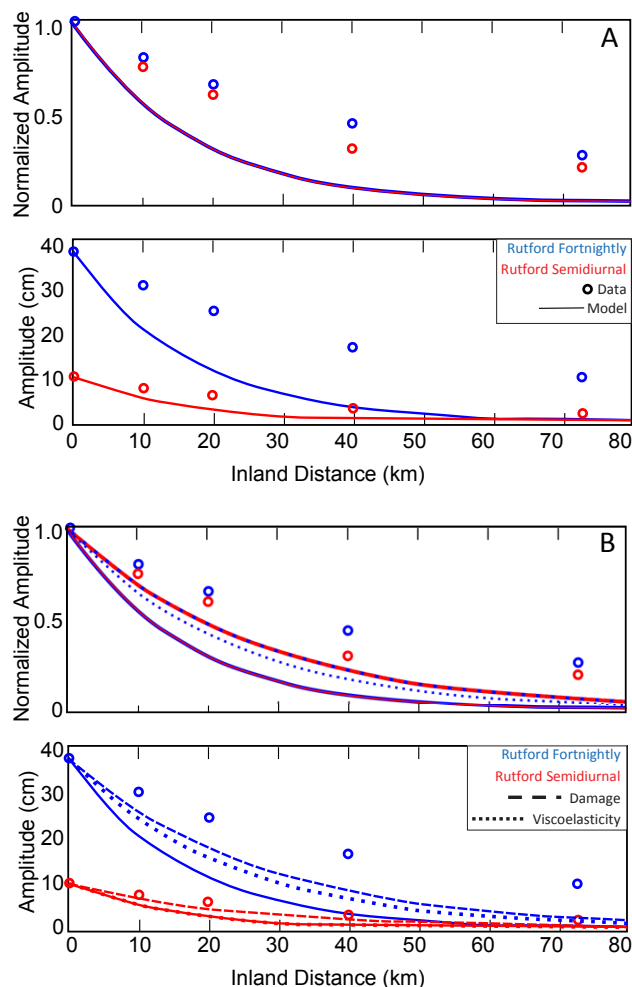 A
Normalized Amplitude
1.0
0.5
0
Amplitude (cm)
40
30
20
10
0
Rutford Fortnightly
Rutford Semidiurnal
Data
Model
0 10 20 30 40 50 60 70 80
Inland Distance (km)
B
Normalized Amplitude
1.0
0.5
0
Amplitude (cm)
40
30
20
10
0
Rutford Fortnightly
Rutford Semidiurnal
Damage
Viscoelasticity
0 10 20 30 40 50 60 70 80
Inland Distance (km)